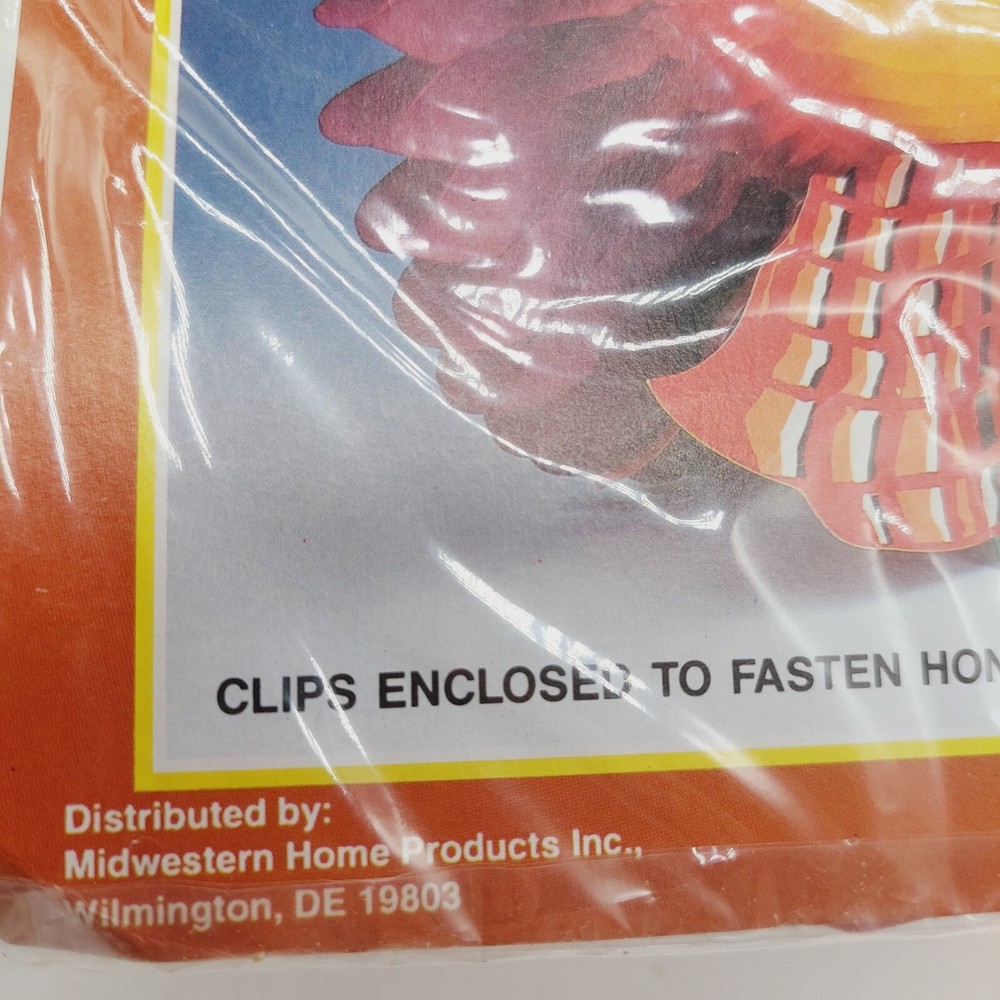 CLIPS ENCLOSED TO FASTEN HON
Distributed by:
Midwestern Home Products Inc.,
Wilmington, DE 19803